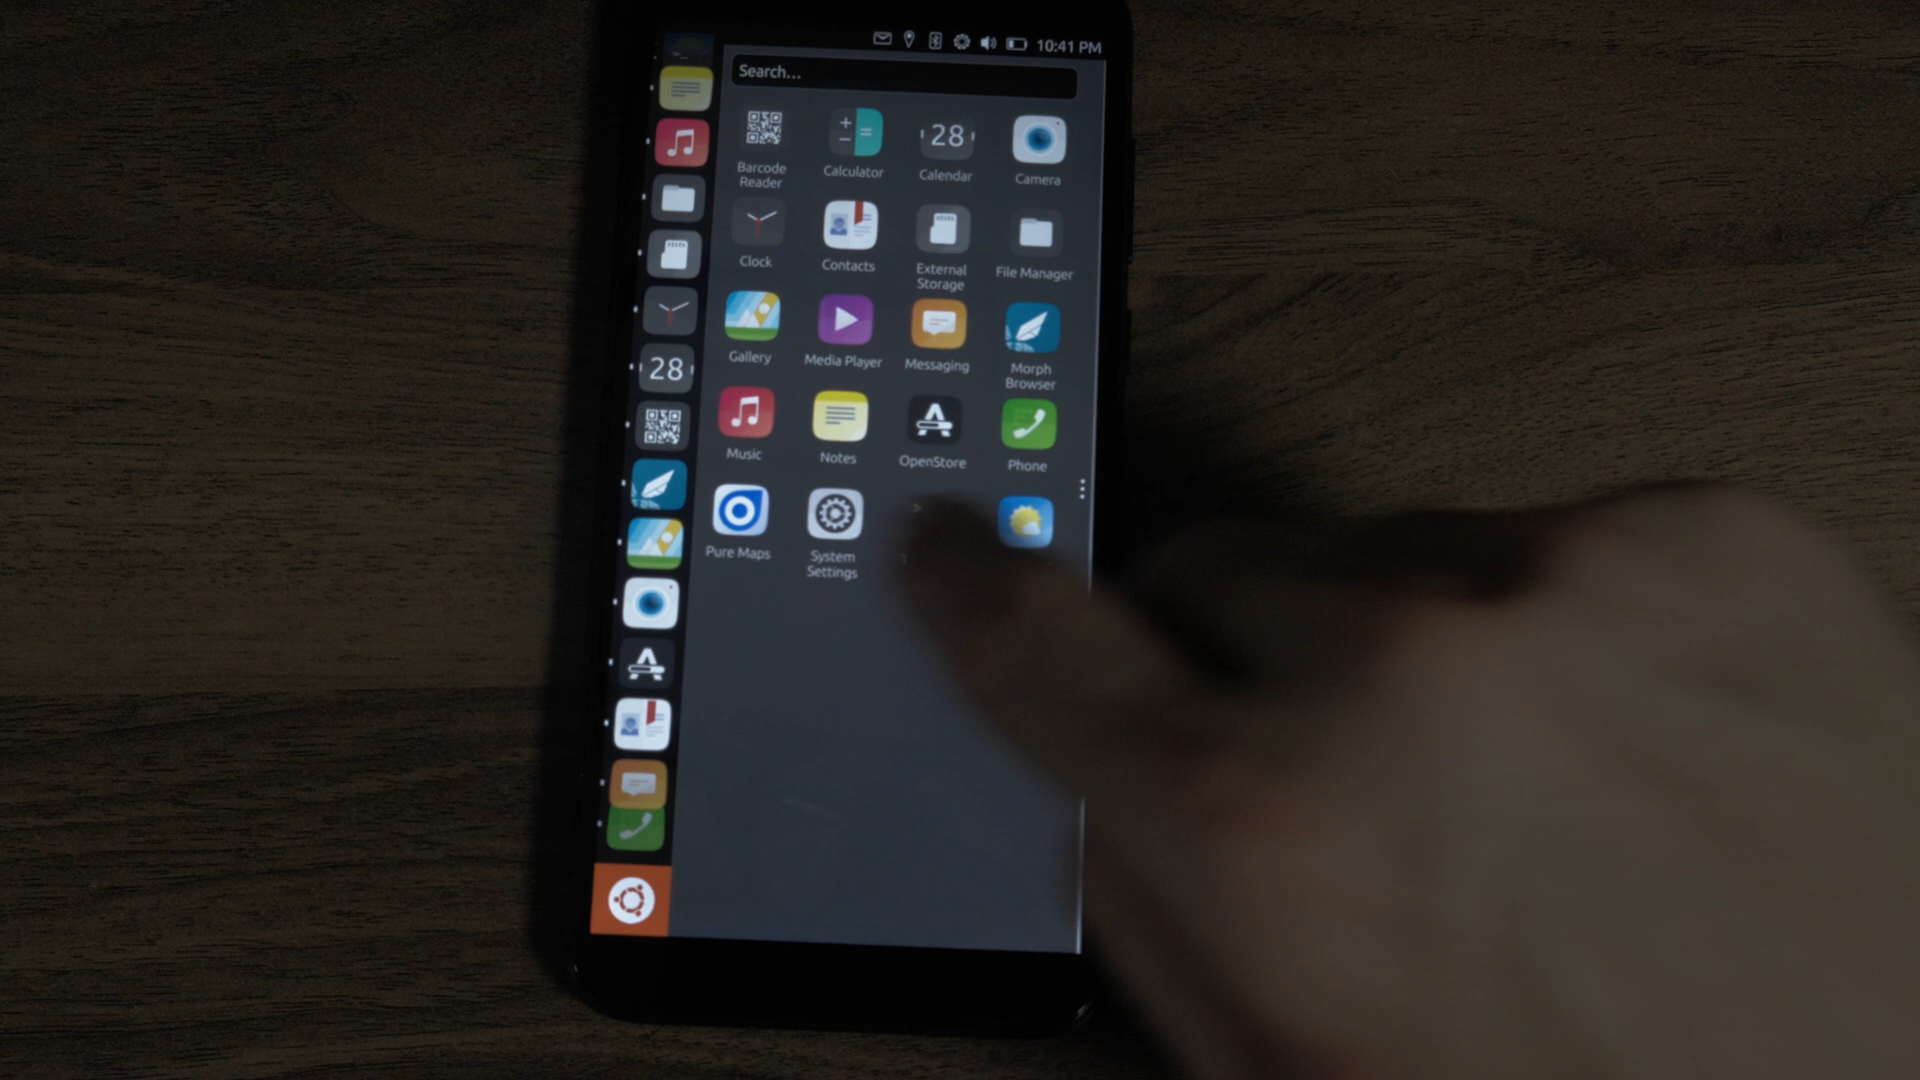 10:41 PM
Search...
28
Barcode
Reader
Calculator
Calendar
Camera
Clock
Contacts
External
Storage
File Manager
Gallery
Media Player
Messaging
Morph
Browser
28
Music
Notes
OpenStore
Phone
Pure Maps
System
Settings